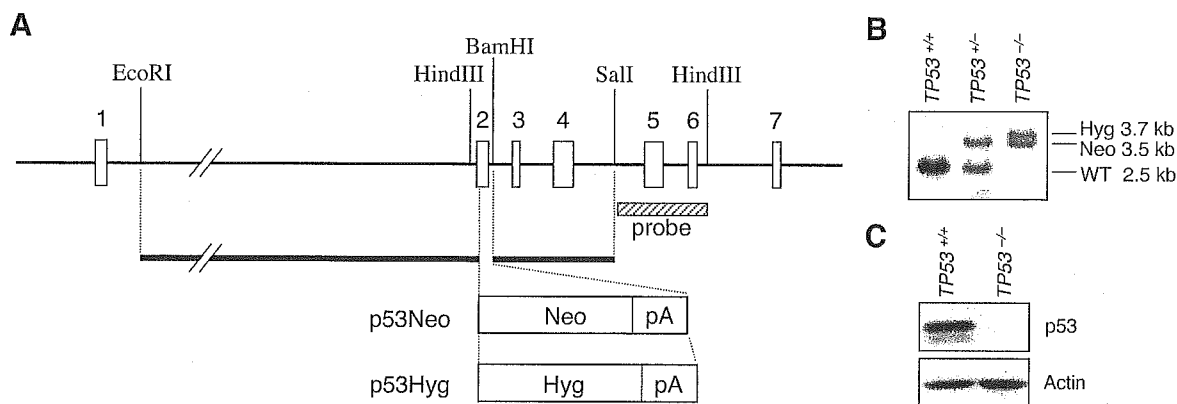 A
EcoRI
HindIII
BamHI
SalI
HindIII
1
2
3
4
5
6
7
probe
p53Neo
Neo
pA
p53Hyg
Hyg
pA
B
TP53 +/+
TP53 +/−
TP53 −/−
Hyg 3.7 kb
Neo 3.5 kb
WT 2.5 kb
C
TP53 +/+
TP53 −/−
p53
Actin